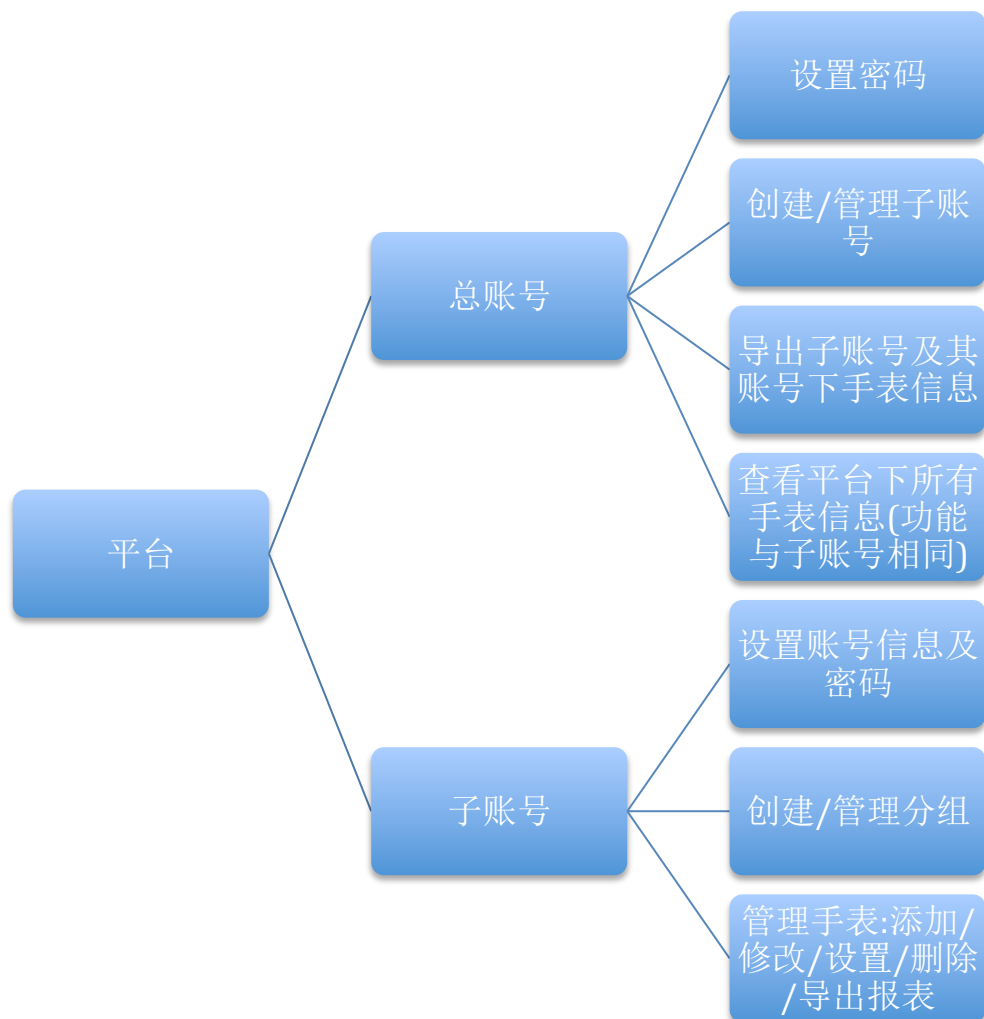 平台
总账号
设置密码
创建/管理子账
号
导出子账号及其
账号下手表信息
查看平台下所有
手表信息(功能
与子账号相同)
子账号
设置账号信息及
密码
创建/管理分组
管理手表:添加/
修改/设置/删除
/导出报表